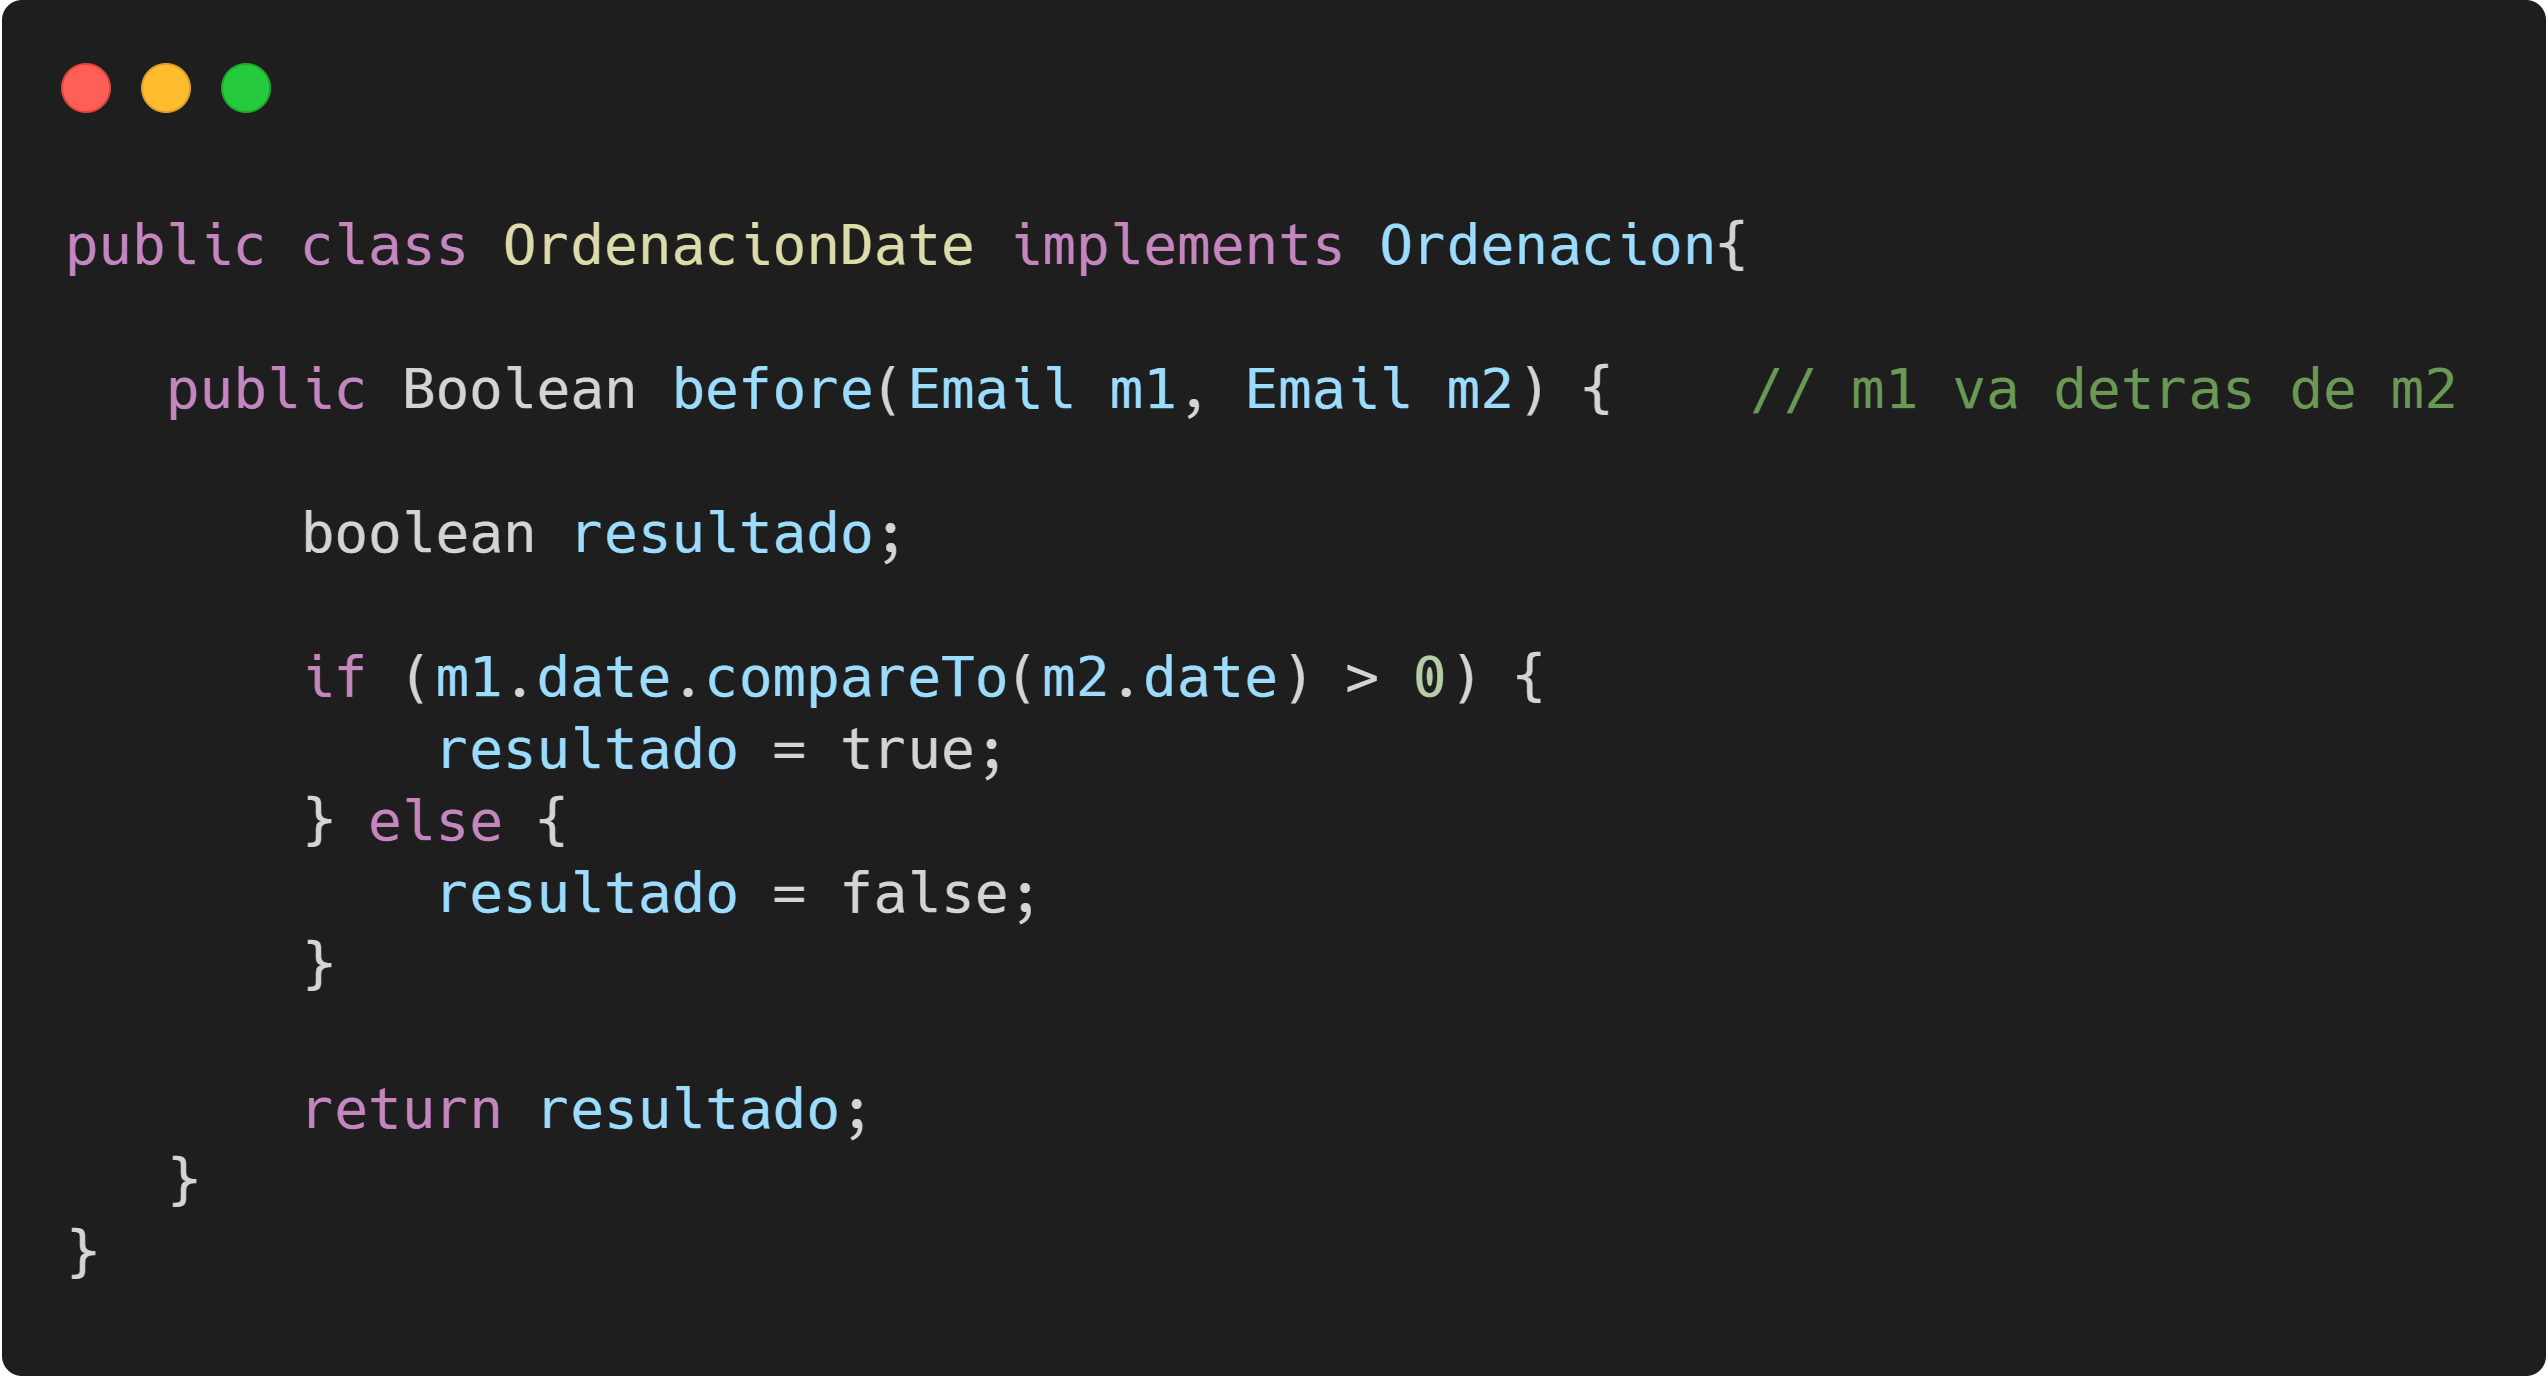 public class OrdenacionDate implements Ordenacion{
public Boolean before(Email m1, Email m2) {    // m1 va detras de m2
boolean resultado;
if (m1.date.compareTo(m2.date) > 0) {
resultado = true;
} else {
resultado = false;
}
return resultado;
}
}